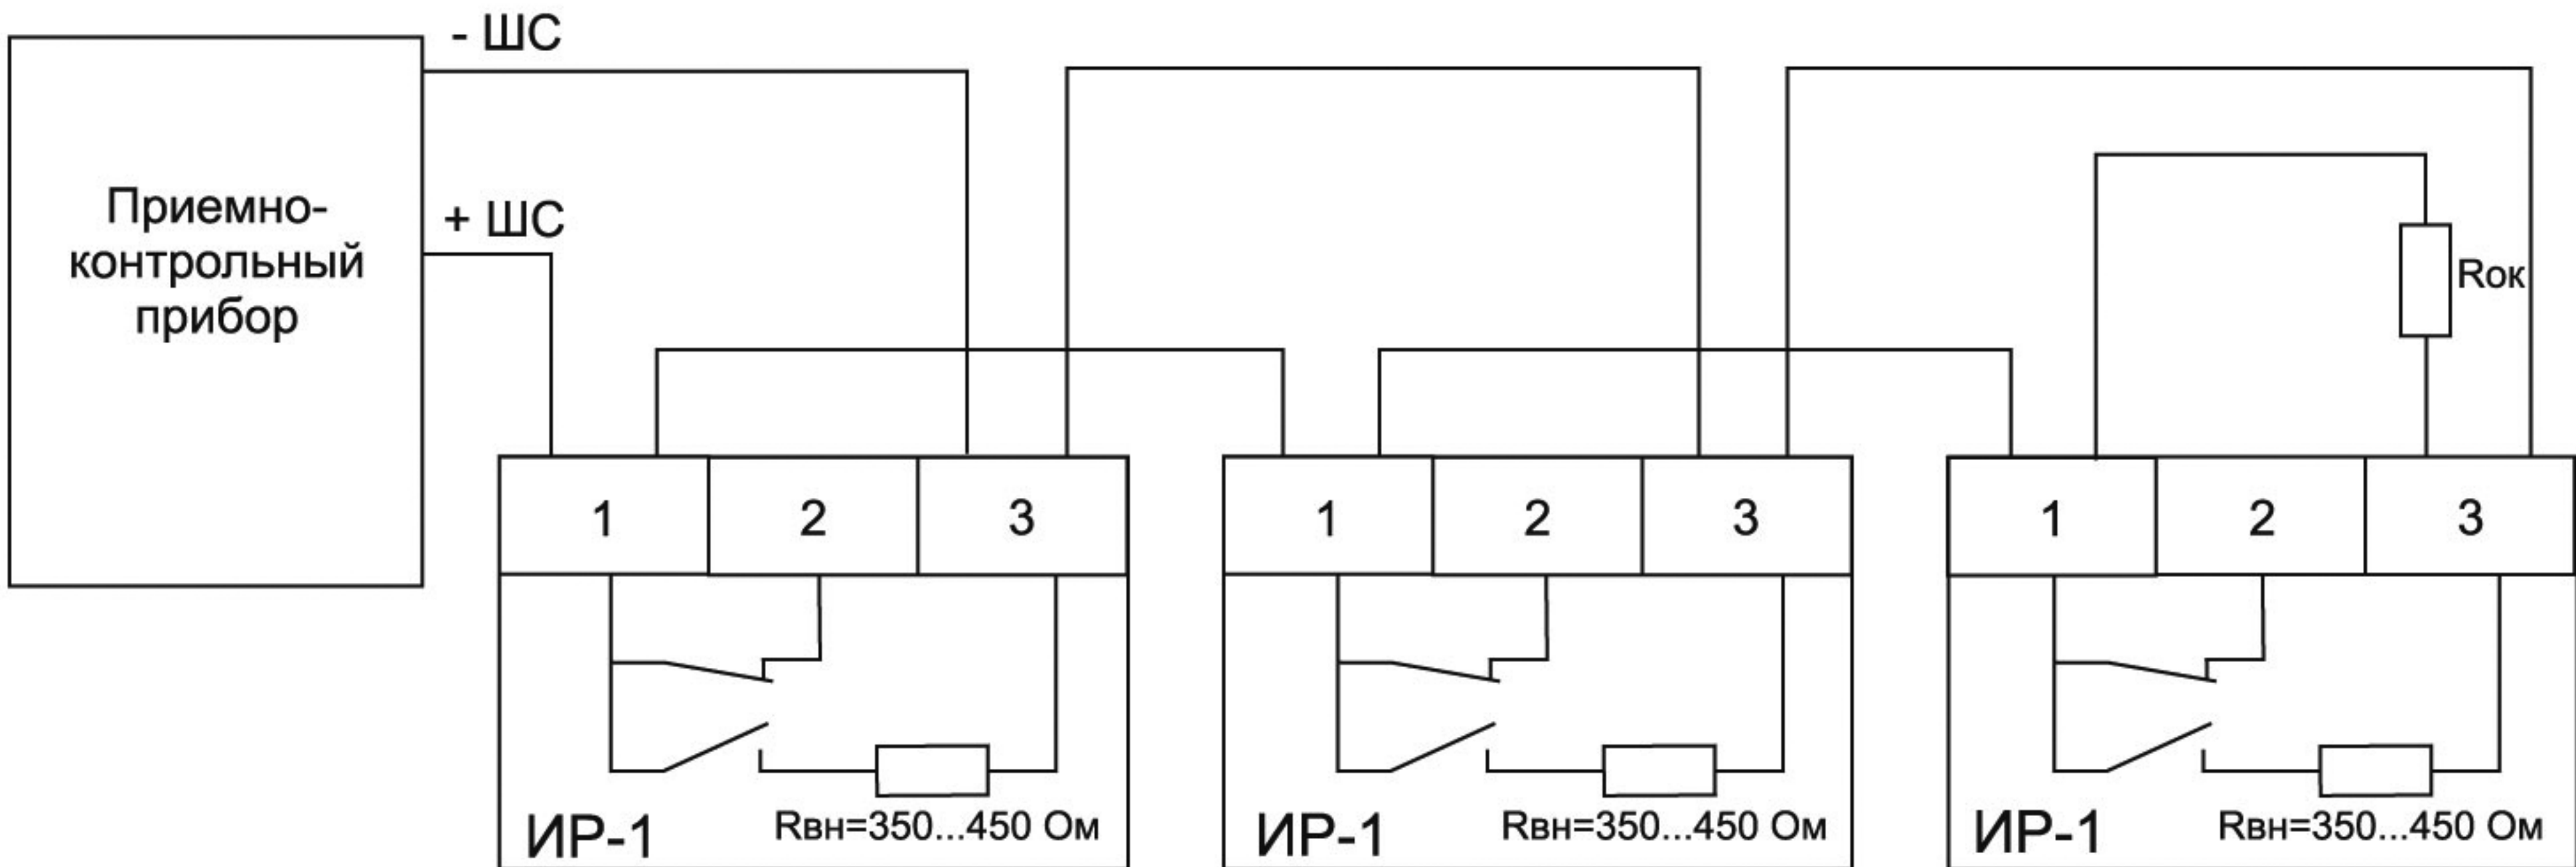 - ШС
+ ШС
Приемно-
контрольный
прибор
Rок
1
2
3
1
2
3
1
2
3
ИР-1
Rвн=350...450 Ом
ИР-1
Rвн=350...450 Ом
ИР-1
Rвн=350...450 Ом